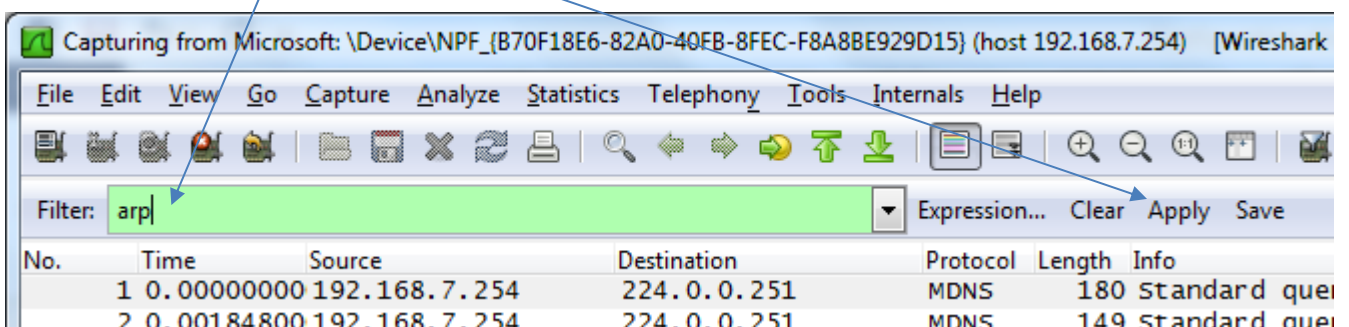 Capturing from Microsoft: \Device\NPF_{B70F18E6-82A0-40FB-8FEC-F8A8BE929D15} (host 192.168.7.254) [Wireshark
File Edit View Go Capture Analyze Statistics Telephony Tools Internals Help
Filter: arp Expression... Clear Apply Save
No. Time Source Destination Protocol Length Info
1 0.00000000 192.168.7.254 224.0.0.251 MDNS 180 Standard quer
2 0.00184800 192.168.7.254 224.0.0.251 MDNS 149 Standard quer